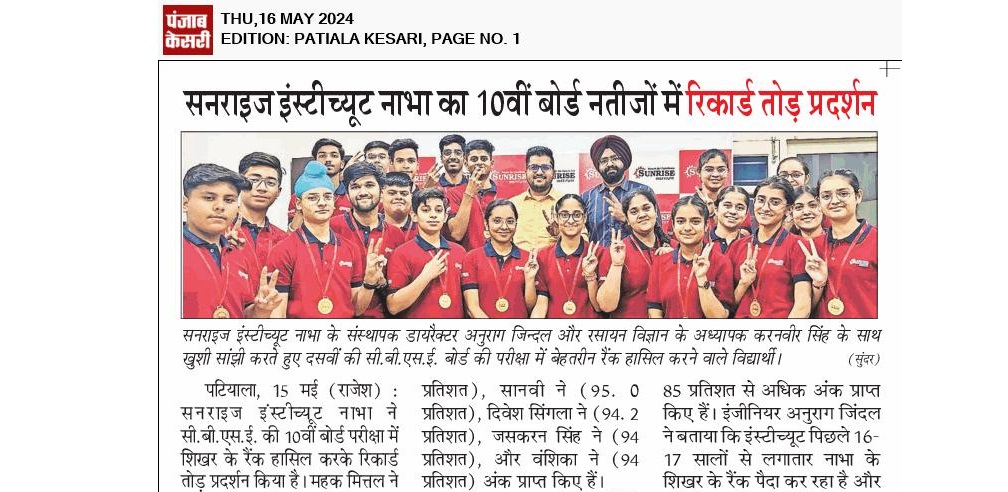 पंजाब
केसरी
THU,16 MAY 2024
EDITION: PATIALA KESARI, PAGE NO. 1
सनराइज इंस्टीच्यूट नाभा का 10वीं बोर्ड नतीजों में रिकार्ड तोड़ प्रदर्शन
SUNRISE
SUNRISE
सनराइज इंस्टीच्यूट नाभा के संस्थापक डायरैक्टर अनुराग जिन्दल और रसायन विज्ञान के अध्यापक करनवीर सिंह के साथ
खुशी सांझी करते हुए दसवीं की सी.बी.एस.ई. बोर्ड की परीक्षा में बेहतरीन रैंक हासिल करने वाले विद्यार्थी। (सुंदर)
पटियाला, 15 मई (राजेश) :
सनराइज इंस्टीच्यूट नाभा ने
सी.बी.एस.ई. की 10वीं बोर्ड परीक्षा में
शिखर के रैंक हासिल करके रिकार्ड
तोड़ प्रदर्शन किया है। महक मित्तल ने
प्रतिशत), सानवी ने (95. 0
प्रतिशत), दिवेश सिंगला ने (94. 2
प्रतिशत), जसकरन सिंह ने (94
प्रतिशत), और वंशिका ने (94
प्रतिशत) अंक प्राप्त किए हैं।
85 प्रतिशत से अधिक अंक प्राप्त
किए हैं। इंजीनियर अनुराग जिंदल
ने बताया कि इंस्टीच्यूट पिछले 16-
17 सालों से लगातार नाभा के
शिखर के रैंक पैदा कर रहा है और